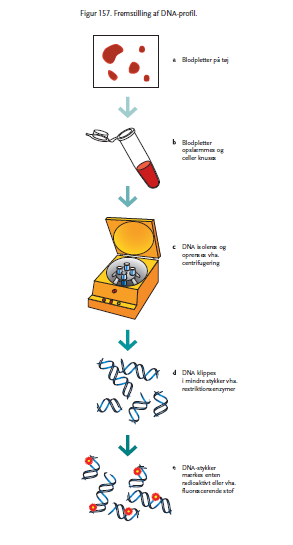 Figur 157. Fremstilling af DNA-profil.
a Blodpletter på tøj
b Blodpletter
opslæmmes og
celler knuses
c DNA isoleres og
oprenses vha.
centrifugering
d DNA klippes
i mindre stykker vha.
restriktionsenzymer
e DNA-stykker
mærkes enten
radioaktivt eller vha.
fluorescerende stof